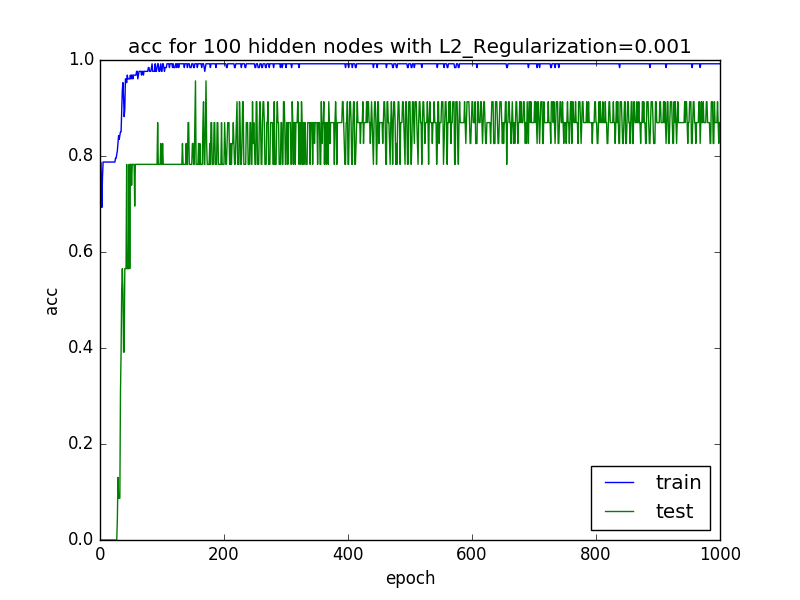 acc for 100 hidden nodes with L2_Regularization=0.001
1.0
0.8
0.6
0.4
0.2
0.0
acc
0 200 400 600 800 1000
epoch
train
test